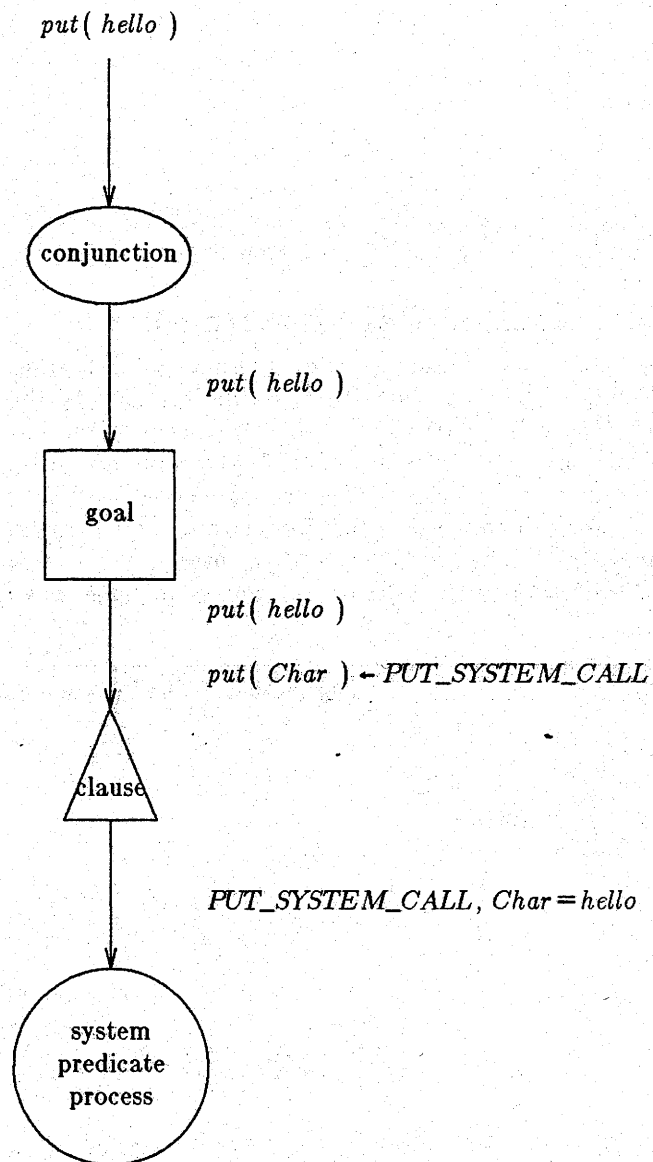 put( hello )
conjunction
put( hello )
goal
put( hello )
put( Char ) ← PUT_SYSTEM_CALL
clause
PUT_SYSTEM_CALL, Char=hello
system
predicate
process